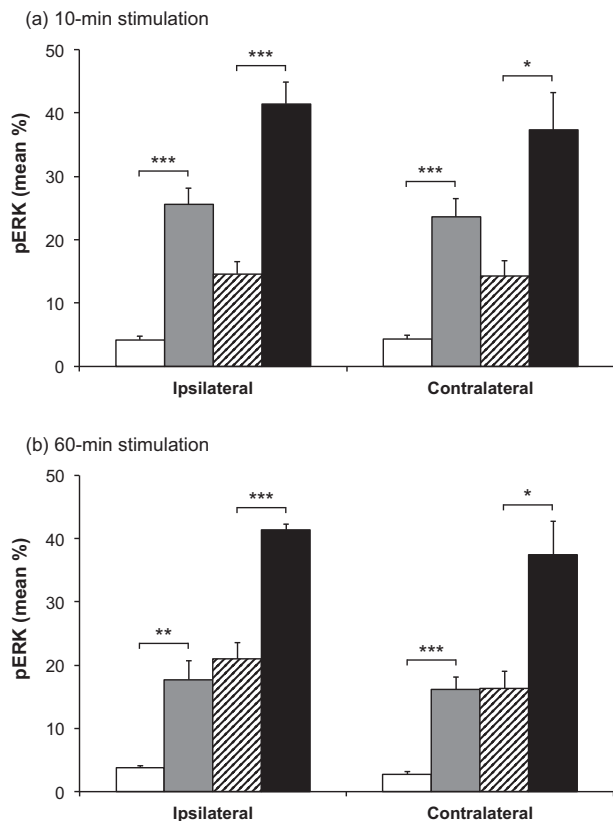 (a) 10-min stimulation
50
40
30
20
10
0
pERK (mean %)
***
***
***
*
Ipsilateral
Contralateral
(b) 60-min stimulation
50
40
30
20
10
0
pERK (mean %)
**
***
***
*
Ipsilateral
Contralateral